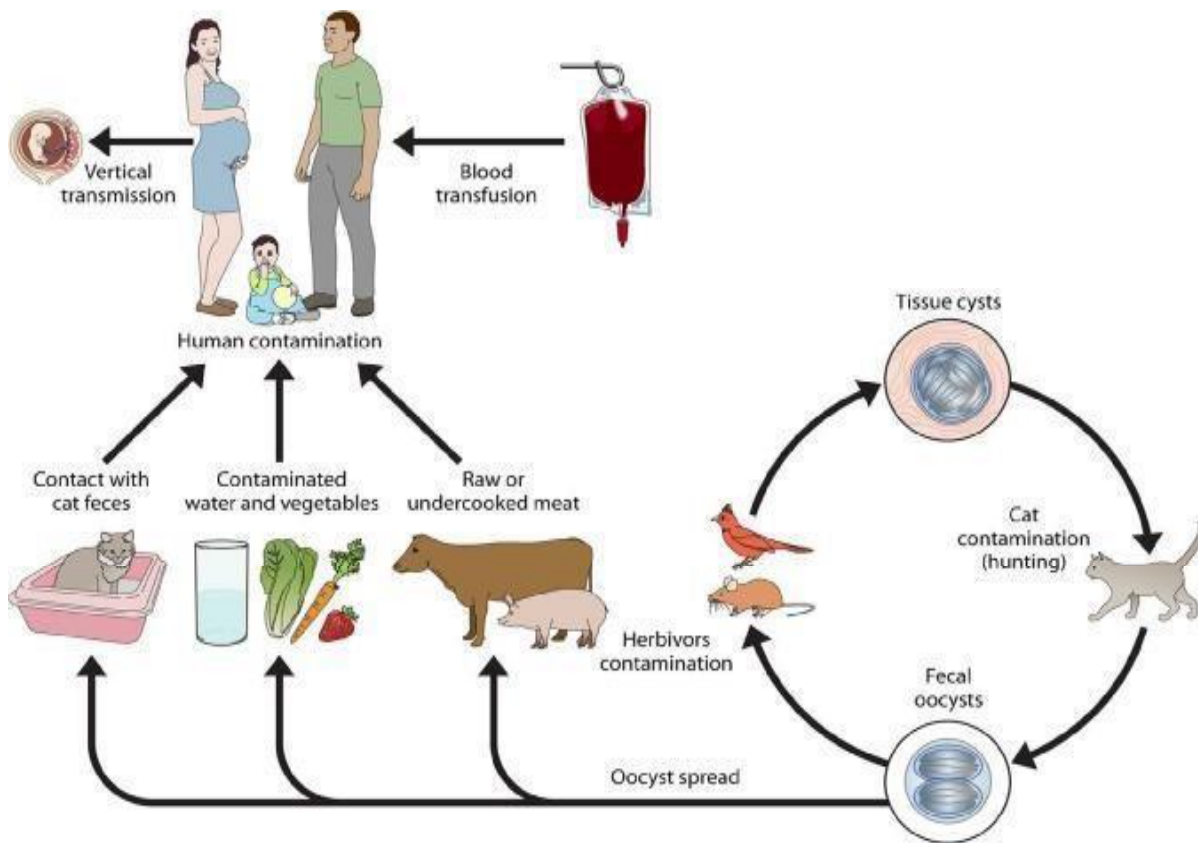 Vertical
transmission
Blood
transfusion
Human contamination
Tissue cysts
Contact with
cat feces
Contaminated
water and vegetables
Raw or
undercooked meat
Cat
contamination
(hunting)
Herbivors
contamination
Fecal
oocysts
Oocyst spread